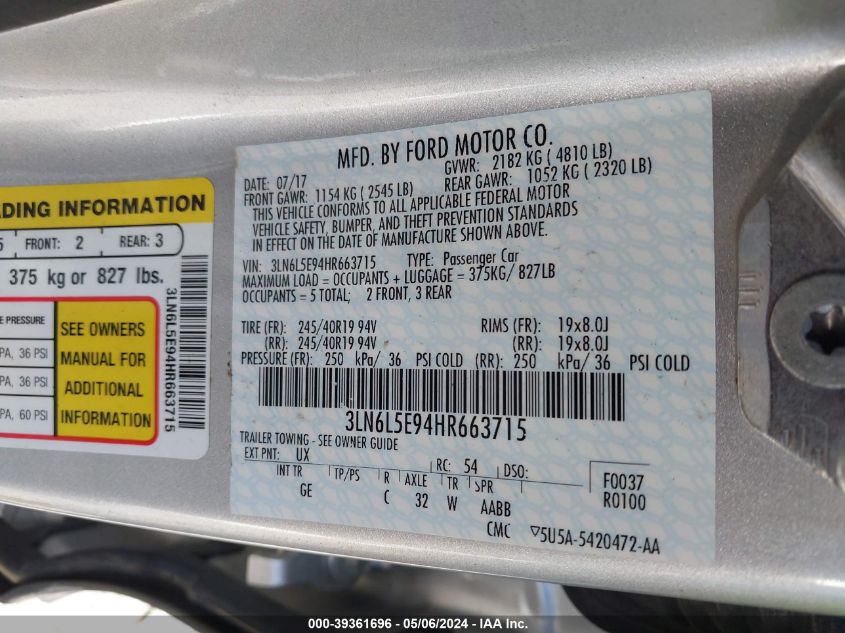 ADING INFORMATION
5 FRONT: 2 REAR: 3
375 kg or 827 lbs.
E PRESSURE
PA, 36 PSI
PA, 36 PSI
PA, 60 PSI
SEE OWNERS
MANUAL FOR
ADDITIONAL
INFORMATION
3LN6L5E94HR663715
MFD. BY FORD MOTOR CO.
DATE: 07/17 GVWR: 2182 KG ( 4810 LB)
FRONT GAWR: 1154 KG ( 2545 LB) REAR GAWR: 1052 KG ( 2320 LB)
THIS VEHICLE CONFORMS TO ALL APPLICABLE FEDERAL MOTOR
VEHICLE SAFETY, BUMPER, AND THEFT PREVENTION STANDARDS
IN EFFECT ON THE DATE OF MANUFACTURE SHOWN ABOVE.
VIN: 3LN6L5E94HR663715 TYPE: Passenger Car
MAXIMUM LOAD = OCCUPANTS + LUGGAGE = 375KG/ 827LB
OCCUPANTS = 5 TOTAL; 2 FRONT, 3 REAR
TIRE (FR): 245/40R19 94V RIMS (FR): 19x8.0J
(RR): 245/40R19 94V (RR): 19x8.0J
PRESSURE (FR): 250 kPa/ 36 PSI COLD (RR): 250 kPa/ 36 PSI COLD
3LN6L5E94HR663715
TRAILER TOWING - SEE OWNER GUIDE
EXT PNT: UX RC: 54 DSO: F0037
INT TR TP/PS R AXLE TR SPR R0100
GE C 32 W AABB
CMC ▽5U5A-5420472-AA
000-39361696 - 05/06/2024 - IAA Inc.